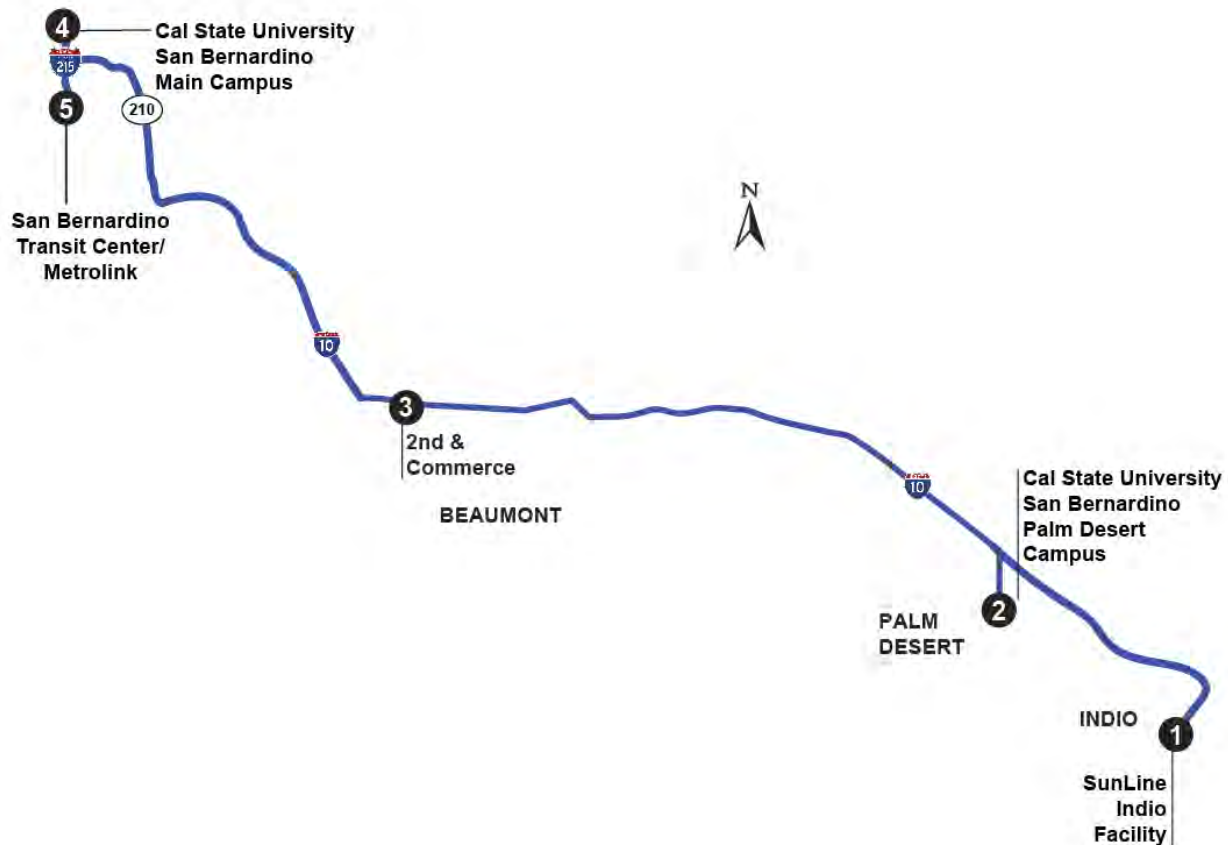 4
Cal State University
San Bernardino
Main Campus
215
5
210
San Bernardino
Transit Center/
Metrolink
N
10
3
2nd &
Commerce
BEAUMONT
10
Cal State University
San Bernardino
Palm Desert
Campus
2
PALM
DESERT
INDIO
1
SunLine
Indio
Facility